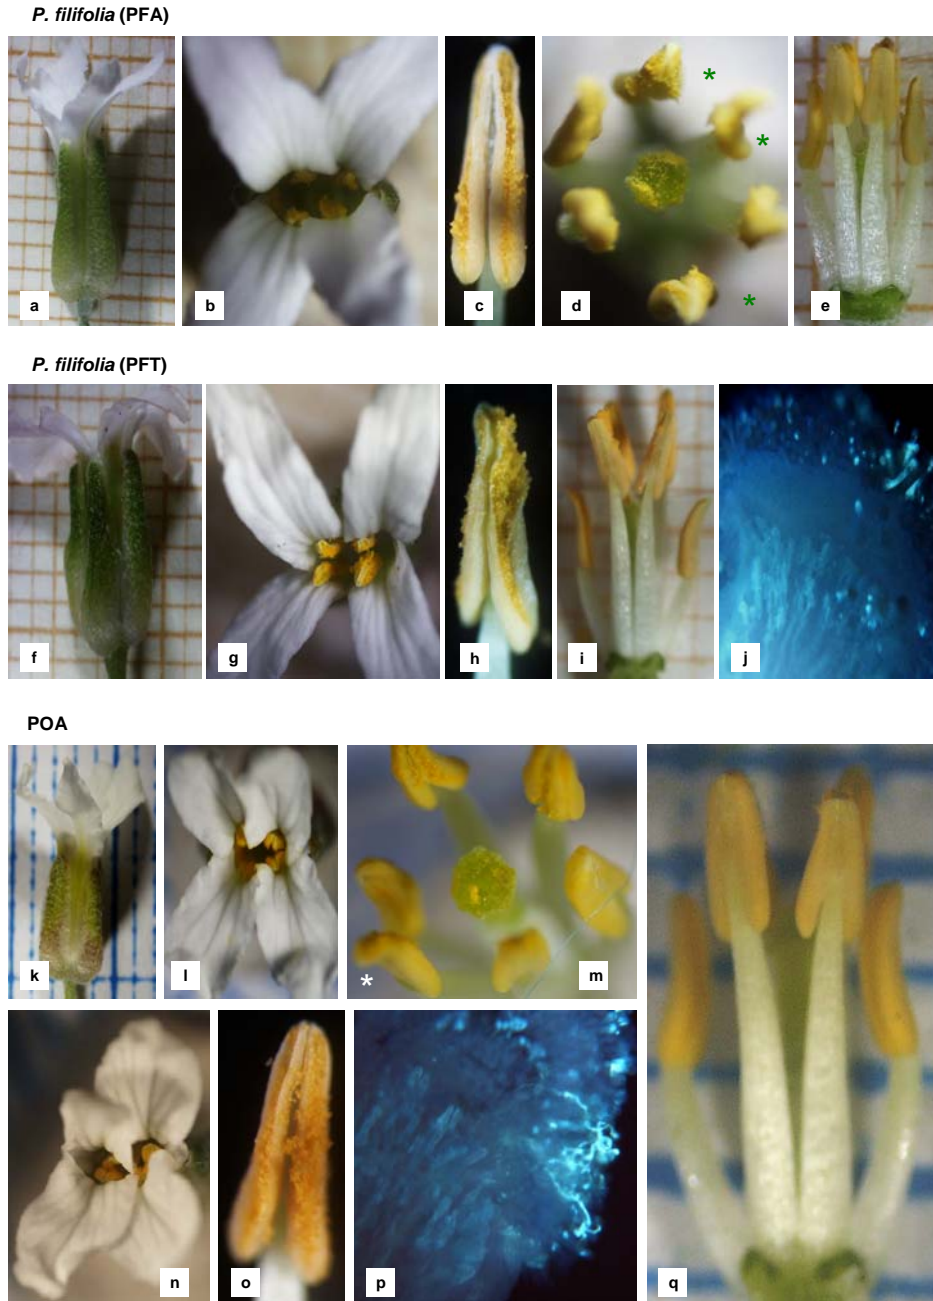 P. filifolia (PFA)
a b c d * * * e
P. filifolia (PFT)
f g h i j
POA
k l * m
n o p q